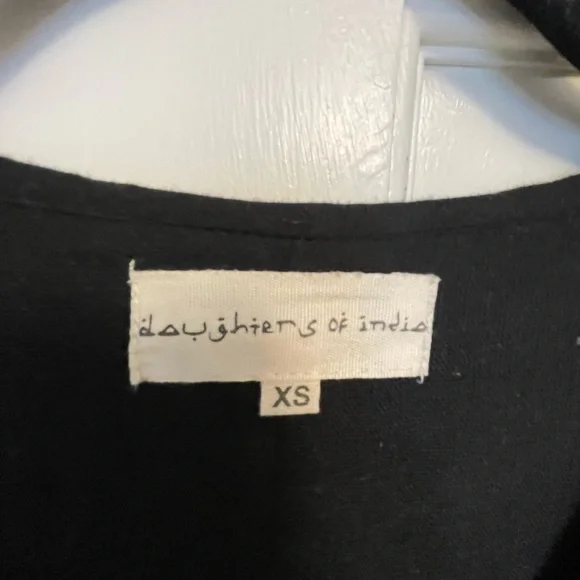 daughters of india
XS